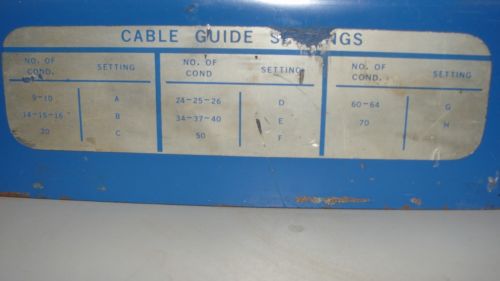 CABLE GUIDE SETTINGS
NO. OF COND. SETTING
9-10 A
14-15-16 B
20 C
NO. OF COND SETTING
24-25-26 D
34-37-40 E
50 F
NO. OF COND. SETTING
60-64 G
70 H